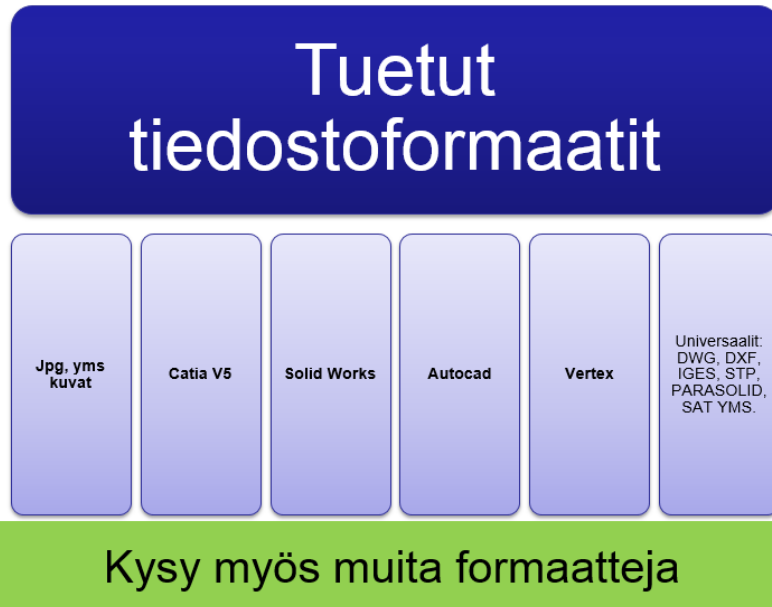 Tuetut
tiedostoformaatit
Jpg, yms
kuvat
Catia V5
Solid Works
Autocad
Vertex
Universaalit:
DWG, DXF,
IGES, STP,
PARASOLID,
SAT YMS.
Kysy myös muita formaatteja